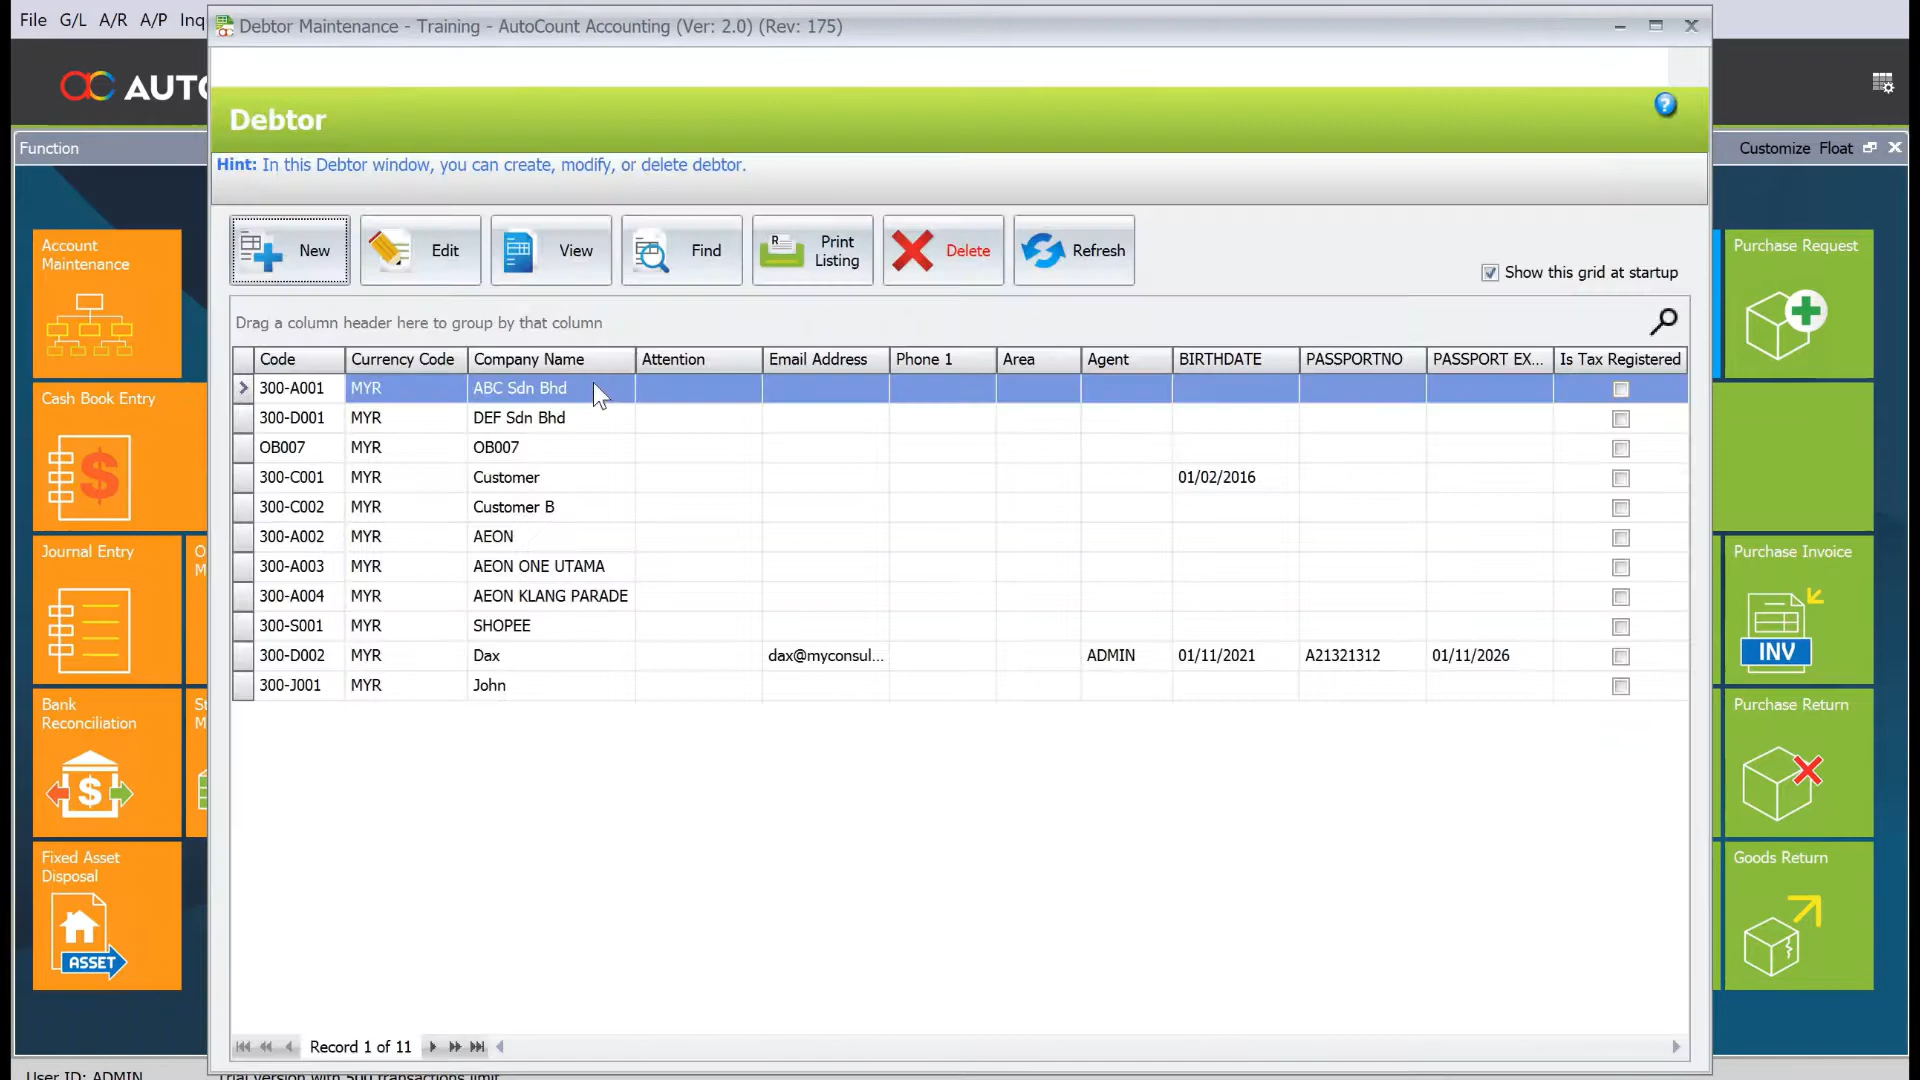 File G/L A/R A/P Inq
Debtor Maintenance - Training - AutoCount Accounting (Ver: 2.0) (Rev: 175)
AUTO
Debtor
Function
Customize Float
Hint: In this Debtor window, you can create, modify, or delete debtor.
New Edit View Find Print Listing Delete Refresh
Show this grid at startup
Drag a column header here to group by that column
Code Currency Code Company Name Attention Email Address Phone 1 Area Agent BIRTHDATE PASSPORTNO PASSPORT EX... Is Tax Registered
300-A001 MYR ABC Sdn Bhd
300-D001 MYR DEF Sdn Bhd
OB007 MYR OB007
300-C001 MYR Customer 01/02/2016
300-C002 MYR Customer B
300-A002 MYR AEON
300-A003 MYR AEON ONE UTAMA
300-A004 MYR AEON KLANG PARADE
300-S001 MYR SHOPEE
300-D002 MYR Dax dax@myconsul... ADMIN 01/11/2021 A21321312 01/11/2026
300-J001 MYR John
Record 1 of 11
Account
Maintenance
Cash Book Entry
Journal Entry
O
M
Bank
Reconciliation
St
M
Fixed Asset
Disposal
ASSET
Purchase Request
Purchase Invoice
INV
Purchase Return
Goods Return
User ID: ADMIN Trial version with 500 transactions limit